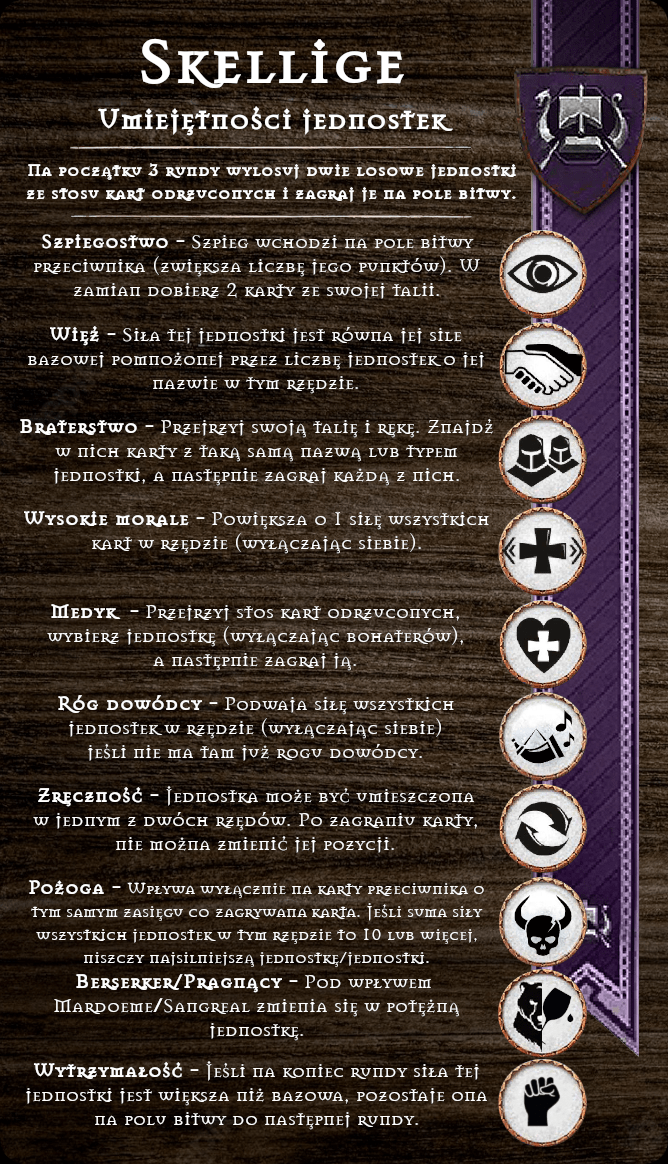 Skellige
Umiejętności jednostek
Na początku 3 rundy wylosuj dwie losowe jednostki
ze stosu kart odrzuconych i zagraj je na pole bitwy.
Szpiegostwo - Szpieg wchodzi na pole bitwy
przeciwnika (zwiększa liczbę jego punktów). W
zamian dobierz 2 karty ze swojej talii.
Więź - Siła tej jednostki jest równa jej sile
bazowej pomnożonej przez liczbę jednostek o jej
nazwie w tym rzędzie.
Braterstwo - Przejrzyj swoją talię i rękę. Znajdź
w nich karty z taką samą nazwą lub typem
jednostki, a następnie zagraj każdą z nich.
Wysokie morale - Powiększa o 1 siłę wszystkich
kart w rzędzie (wyłączając siebie).
Medyk - Przejrzyj stos kart odrzuconych,
wybierz jednostkę (wyłączając bohaterów),
a następnie zagraj ją.
Róg dowódcy - Podwaja siłę wszystkich
jednostek w rzędzie (wyłączając siebie)
jeśli nie ma tam już rogu dowódcy.
Zręczność - Jednostka może być umieszczona
w jednym z dwóch rzędów. Po zagraniu karty,
nie można zmienić jej pozycji.
Pożoga - Wpływa wyłącznie na karty przeciwnika o
tym samym zasięgu co zagrywana karta. Jeśli suma siły
wszystkich jednostek w tym rzędzie to 10 lub więcej,
niszczy najsilniejszą jednostkę/jednostki.
Berserker/Pragnący - Pod wpływem
Mardoeme/Sangreal zmienia się w potężną
jednostkę.
Wytrzymałość - Jeśli na koniec rundy siła tej
jednostki jest większa niż bazowa, pozostaje ona
na polu bitwy do następnej rundy.